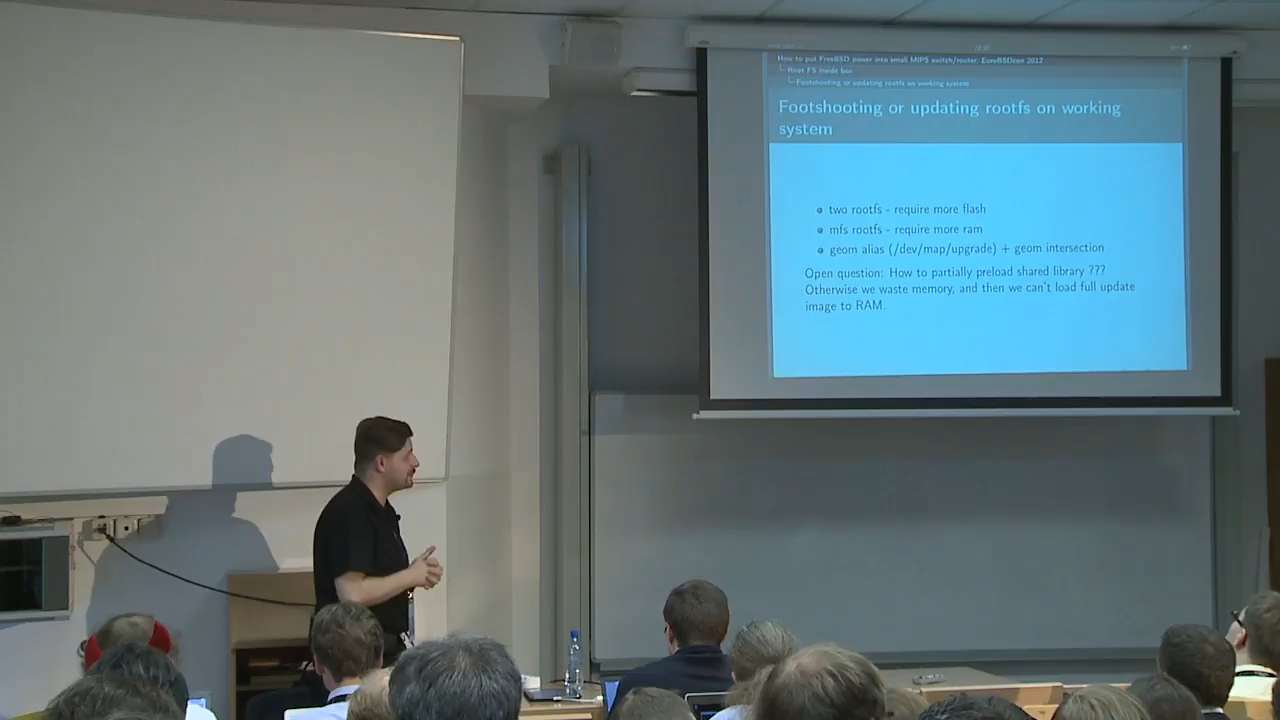 How to put FreeBSD power into small MIPS switch/router. EuroBSDcon 2012
Root FS inside box
Footshooting or updating rootfs on working system
Footshooting or updating rootfs on working
system
two rootfs - require more flash
mfs rootfs - require more ram
geom alias (/dev/map/upgrade) + geom intersection
Open question: How to partially preload shared library ???
Otherwise we waste memory, and then we can't load full update
image to RAM.